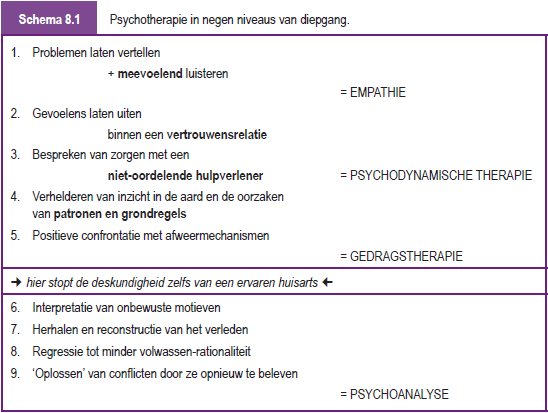 Schema 8.1 Psychotherapie in negen niveaus van diepgang.
1. Problemen laten vertellen
+ meevoelend luisteren
= EMPATHIE
2. Gevoelens laten uiten
binnen een vertrouwensrelatie
3. Bespreken van zorgen met een
niet-oordelende hulpverlener = PSYCHODYNAMISCHE THERAPIE
4. Verhelderen van inzicht in de aard en de oorzaken
van patronen en grondregels
5. Positieve confrontatie met afweermechanismen
= GEDRAGSTHERAPIE
➔ hier stopt de deskundigheid zelfs van een ervaren huisarts 🡸
6. Interpretatie van onbewuste motieven
7. Herhalen en reconstructie van het verleden
8. Regressie tot minder volwassen-rationaliteit
9. ‘Oplossen’ van conflicten door ze opnieuw te beleven
= PSYCHOANALYSE